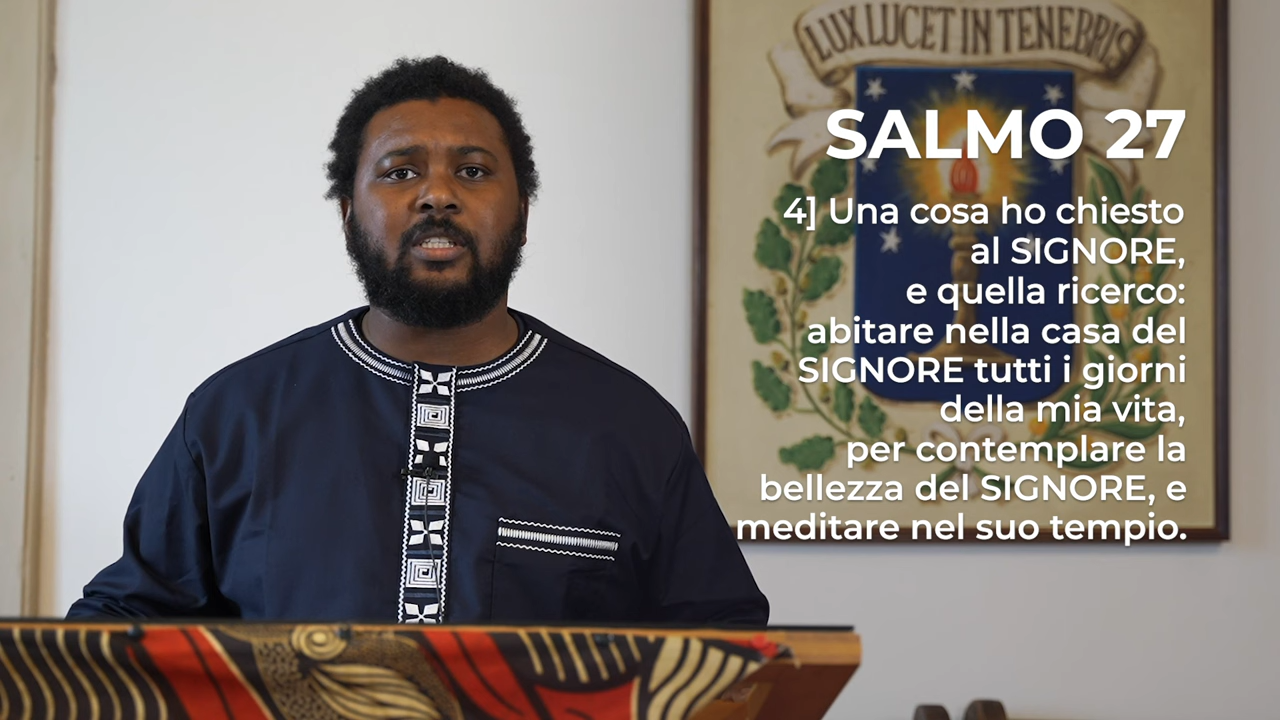 LUX LUCET IN TENEBRIS
SALMO 27
4] Una cosa ho chiesto
al SIGNORE,
e quella ricerco:
abitare nella casa del
SIGNORE tutti i giorni
della mia vita,
per contemplare la
bellezza del SIGNORE, e
meditare nel suo tempio.